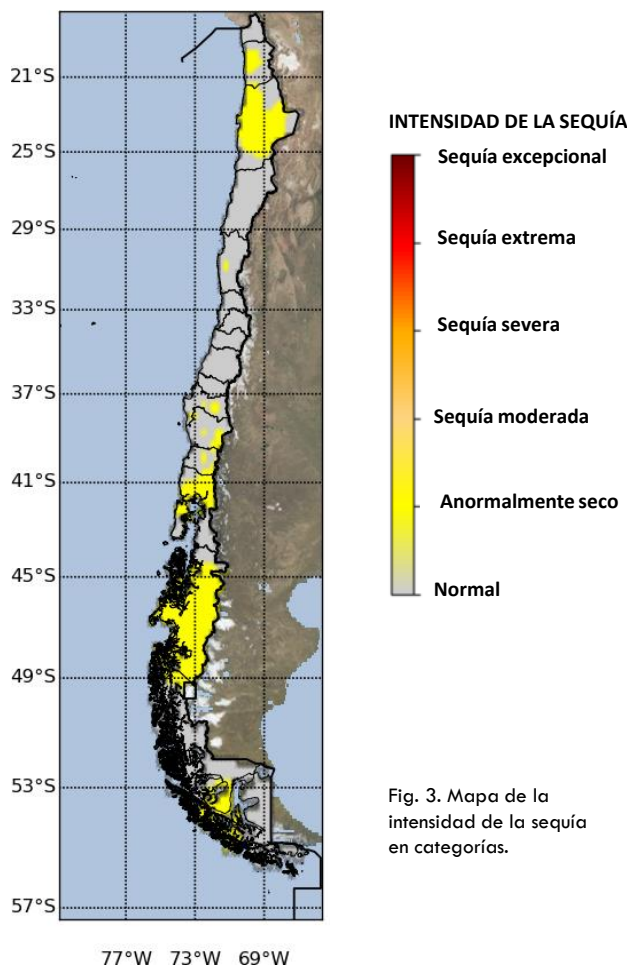 21°S
25°S
29°S
33°S
37°S
41°S
45°S
49°S
53°S
57°S
77°W 73°W 69°W
INTENSIDAD DE LA SEQUÍA
Sequía excepcional
Sequía extrema
Sequía severa
Sequía moderada
Anormalmente seco
Normal
Fig. 3. Mapa de la
intensidad de la sequía
en categorías.